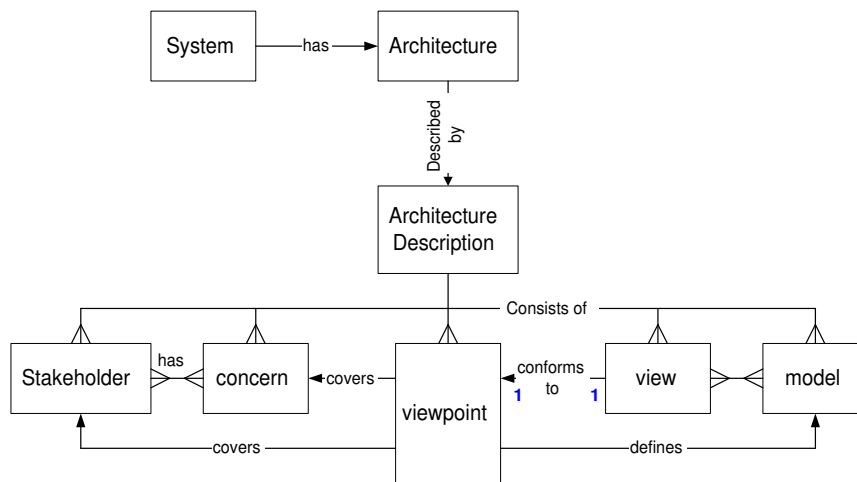 System
has
Architecture
Described
by
Architecture
Description
Consists of
Stakeholder
has
concern
covers
viewpoint
conforms
to
1
1
view
model
covers
defines